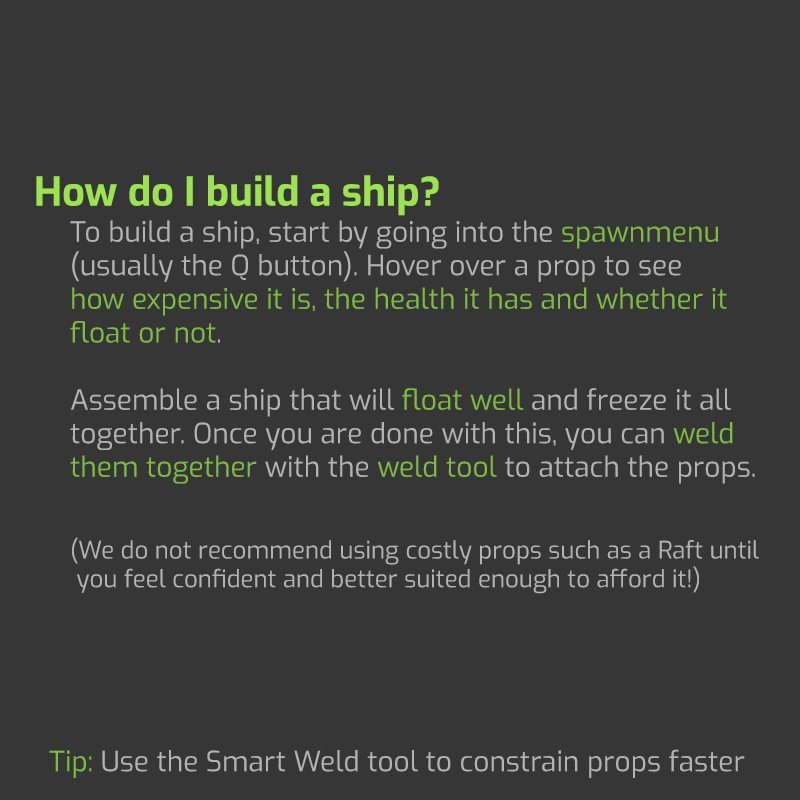 How do I build a ship?
To build a ship, start by going into the spawnmenu
(usually the Q button). Hover over a prop to see
how expensive it is, the health it has and whether it
float or not.
Assemble a ship that will float well and freeze it all
together. Once you are done with this, you can weld
them together with the weld tool to attach the props.
(We do not recommend using costly props such as a Raft until
you feel confident and better suited enough to afford it!)
Tip: Use the Smart Weld tool to constrain props faster